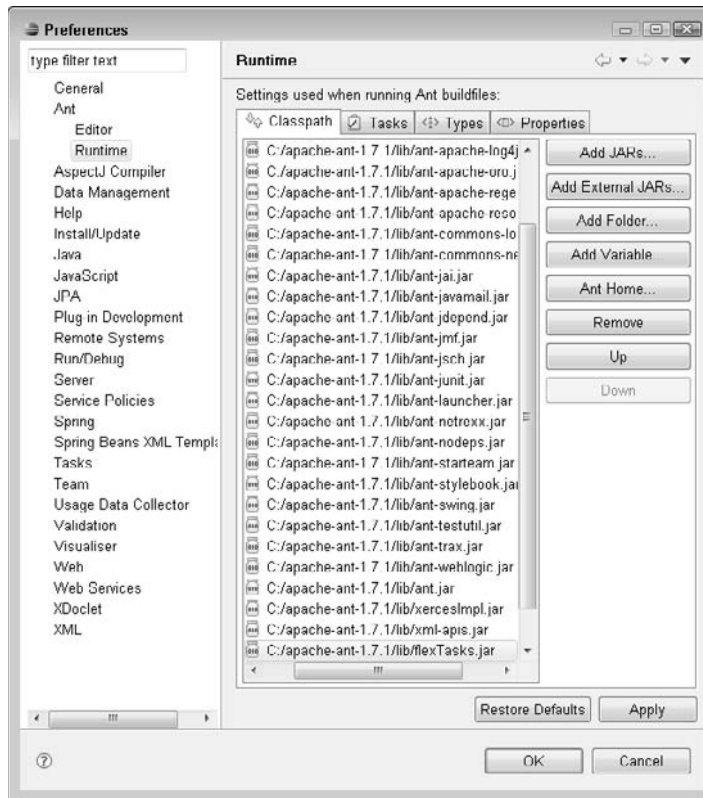 Preferences
type filter text
General
Ant
Editor
Runtime
AspectJ Compiler
Data Management
Help
Install/Update
Java
JavaScript
JPA
Plug in Development
Remote Systems
Run/Debug
Server
Service Policies
Spring
Spring Beans XML Templa
Tasks
Team
Usage Data Collector
Validation
Visualiser
Web
Web Services
XDoclet
XML
Runtime
Settings used when running Ant buildfiles:
Classpath Tasks Types Properties
C:/apache-ant-1.7.1/lib/ant-apache-log4j
C:/apache-ant-1.7.1/lib/ant-apache-oro.j
C:/apache-ant-1.7.1/lib/ant-apache-rege
C:/apache-ant-1.7.1/lib/ant-apache-reso
C:/apache-ant-1.7.1/lib/ant-commons-lo
C:/apache-ant-1.7.1/lib/ant-commons-ne
C:/apache-ant-1.7.1/lib/ant-jai.jar
C:/apache-ant-1.7.1/lib/ant-javamail.jar
C:/apache-ant-1.7.1/lib/ant-jdepend.jar
C:/apache-ant-1.7.1/lib/ant-jmf.jar
C:/apache-ant-1.7.1/lib/ant-jsch.jar
C:/apache-ant-1.7.1/lib/ant-junit.jar
C:/apache-ant-1.7.1/lib/ant-launcher.jar
C:/apache-ant-1.7.1/lib/ant-netrexx.jar
C:/apache-ant-1.7.1/lib/ant-nodeps.jar
C:/apache-ant-1.7.1/lib/ant-starteam.jar
C:/apache-ant-1.7.1/lib/ant-stylebook.jar
C:/apache-ant-1.7.1/lib/ant-swing.jar
C:/apache-ant-1.7.1/lib/ant-testutil.jar
C:/apache-ant-1.7.1/lib/ant-trax.jar
C:/apache-ant-1.7.1/lib/ant-weblogic.jar
C:/apache-ant-1.7.1/lib/ant.jar
C:/apache-ant-1.7.1/lib/xercesImpl.jar
C:/apache-ant-1.7.1/lib/xml-apis.jar
C:/apache-ant-1.7.1/lib/flexTasks.jar
Add JARs...
Add External JARs...
Add Folder...
Add Variable...
Ant Home...
Remove
Up
Down
Restore Defaults Apply
OK Cancel